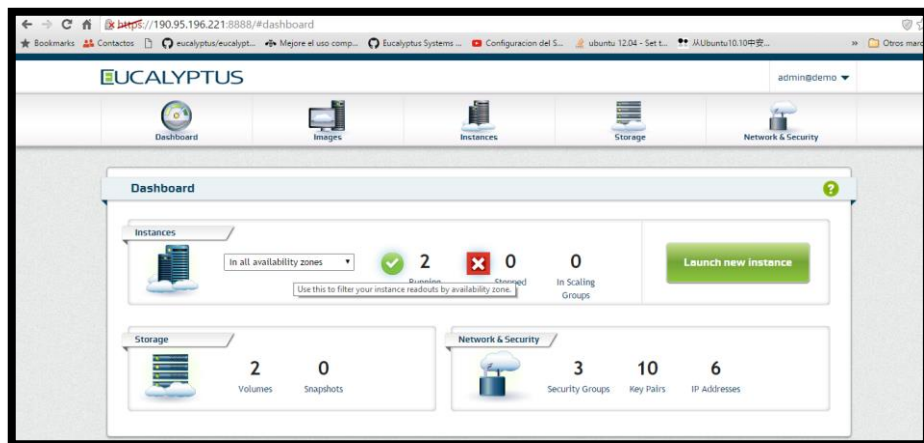 https://190.95.196.221:8888/#dashboard
Bookmarks Contactos eucalyptus/eucalypt... Mejore el uso comp... Eucalyptus Systems ... Configuracion del S... ubuntu 12.04 - Set t... 从Ubuntu10.10中安... » Otros marc
EUCALYPTUS
admin@demo
Dashboard Images Instances Storage Network & Security
Dashboard
?
Instances
In all availability zones
2
Running
0
Stopped
0
In Scaling
Groups
Launch new instance
Use this to filter your instance readouts by availability zone.
Storage
2
Volumes
0
Snapshots
Network & Security
3
Security Groups
10
Key Pairs
6
IP Addresses